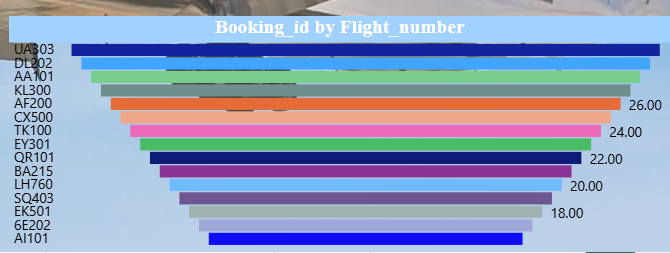 Booking_id by Flight_number
UA303
DL202
AA101
KL300
AF200 26.00
CX500
TK100 24.00
EY301
QR101 22.00
BA215
LH760 20.00
SQ403
EK501 18.00
6E202
AI101